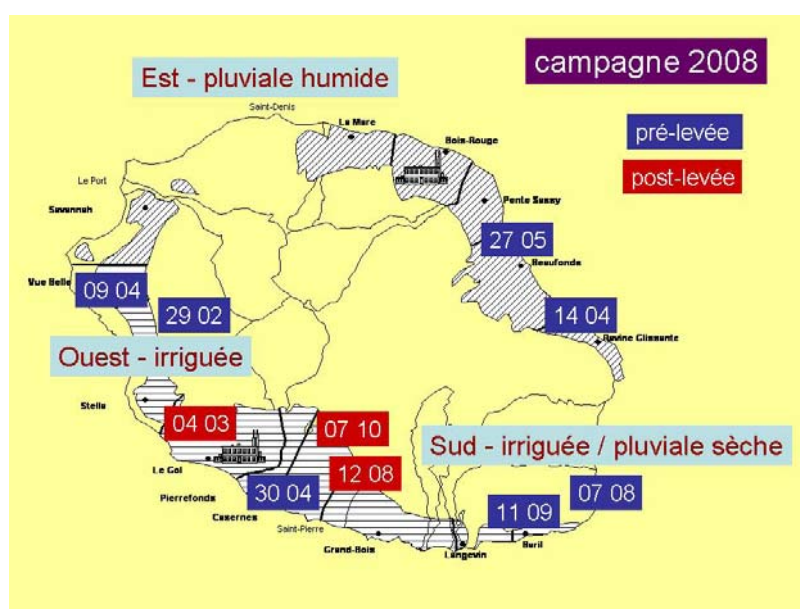 campagne 2008
Est - pluviale humide
Saint-Denis
La Mare
Bois-Rouge
pré-levée
post-levée
Le Port
Savannah
Pente Sassy
27 05
Beaufonds
Vue Belle
09 04
29 02
14 04
Ravine Glissante
Ouest - irriguée
Stella
04 03
07 10
Sud - irriguée / pluviale sèche
Le Gol
12 08
Pierrefonds
30 04
07 08
Casernes
11 09
Saint-Pierre
Grand-Bois
Langevin
Baril